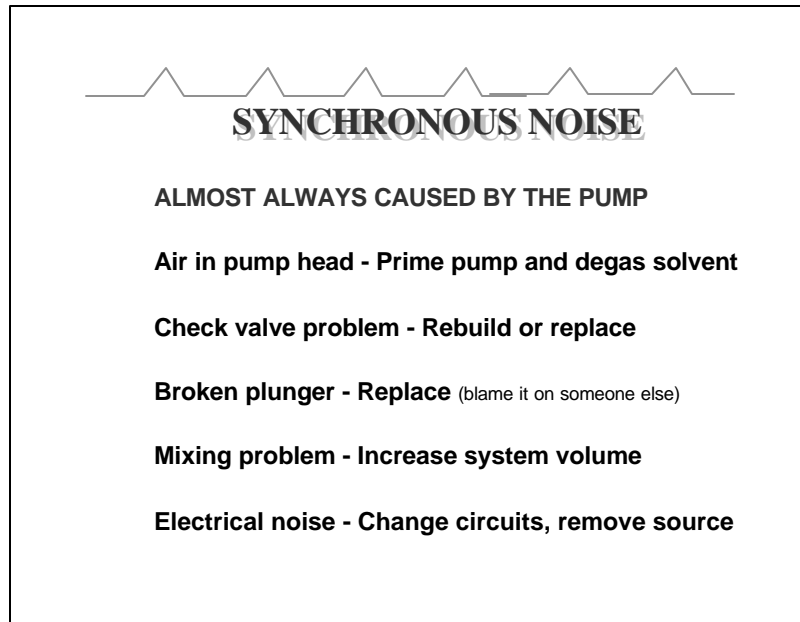 SYNCHRONOUS NOISE
ALMOST ALWAYS CAUSED BY THE PUMP
Air in pump head - Prime pump and degas solvent
Check valve problem - Rebuild or replace
Broken plunger - Replace (blame it on someone else)
Mixing problem - Increase system volume
Electrical noise - Change circuits, remove source